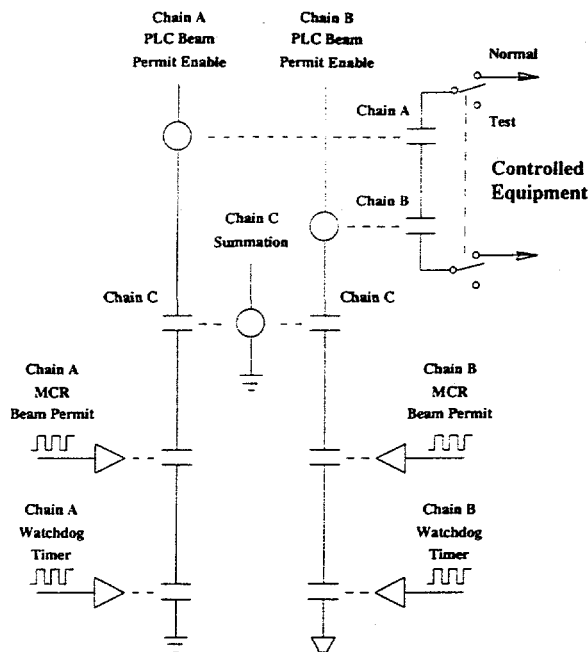 Chain A
PLC Beam
Permit Enable
Chain B
PLC Beam
Permit Enable
Normal
Chain A
Test
Controlled
Equipment
Chain B
Chain C
Summation
Chain C
Chain C
Chain A
MCR
Beam Permit
Chain B
MCR
Beam Permit
Chain A
Watchdog
Timer
Chain B
Watchdog
Timer